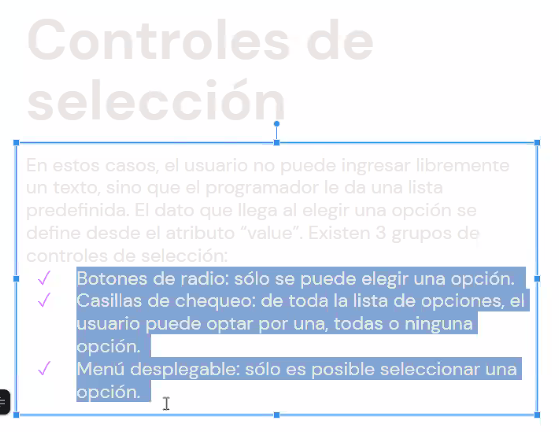 Controles de
selección
En estos casos, el usuario no puede ingresar libremente
un texto, sino que el programador le da una lista
predefinida. El dato que llega al elegir una opción se
define desde el atributo “value”. Existen 3 grupos de
controles de selección:
✓ Botones de radio: sólo se puede elegir una opción.
✓ Casillas de chequeo: de toda la lista de opciones, el
usuario puede optar por una, todas o ninguna
opción.
✓ Menú desplegable: sólo es posible seleccionar una
opción.